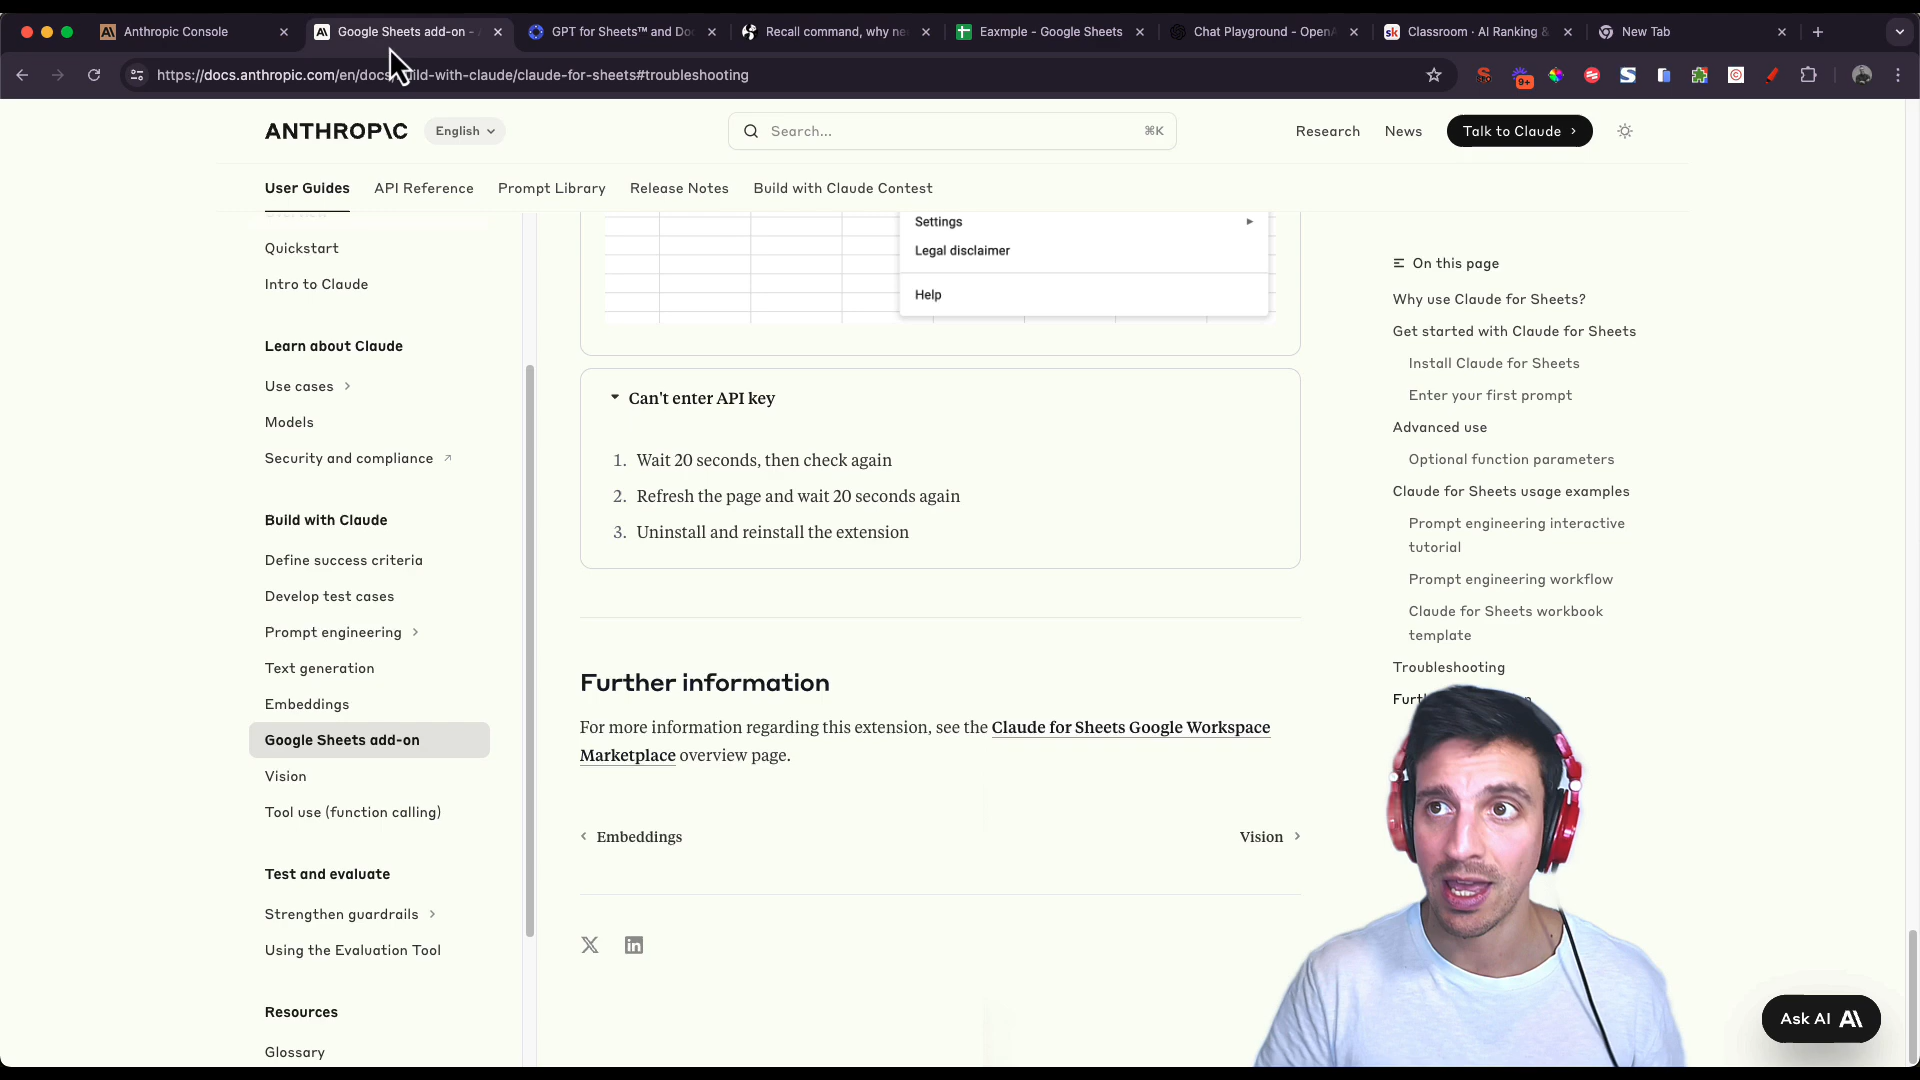 Anthropic Console
Google Sheets add-on -
GPT for Sheets™ and Do
Recall command, why ne
Eaxmple - Google Sheets
Chat Playground - OpenA
Classroom · AI Ranking &
New Tab
https://docs.anthropic.com/en/docs
ild-with-claude/claude-for-sheets#troubleshooting
9+
ANTHROP\C
English
Search...
⌘K
Research
News
Talk to Claude
User Guides
API Reference
Prompt Library
Release Notes
Build with Claude Contest
Quickstart
Intro to Claude
Learn about Claude
Use cases
Models
Security and compliance
Build with Claude
Define success criteria
Develop test cases
Prompt engineering
Text generation
Embeddings
Google Sheets add-on
Vision
Tool use (function calling)
Test and evaluate
Strengthen guardrails
Using the Evaluation Tool
Resources
Glossary
Settings
Legal disclaimer
Help
Can't enter API key
1. Wait 20 seconds, then check again
2. Refresh the page and wait 20 seconds again
3. Uninstall and reinstall the extension
Further information
For more information regarding this extension, see the Claude for Sheets Google Workspace
Marketplace overview page.
Embeddings
Vision
On this page
Why use Claude for Sheets?
Get started with Claude for Sheets
Install Claude for Sheets
Enter your first prompt
Advanced use
Optional function parameters
Claude for Sheets usage examples
Prompt engineering interactive
tutorial
Prompt engineering workflow
Claude for Sheets workbook
template
Troubleshooting
Ask AI